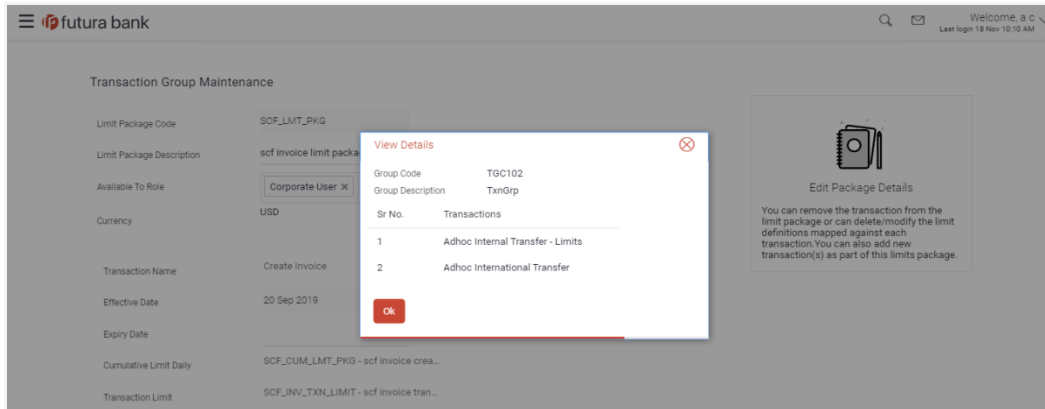 futura bank
Welcome, a c
Last login 18 Nov 10:10 AM
Transaction Group Maintenance
Limit Package Code SCF_LMT_PKG
Limit Package Description scf invoice limit packa
Available To Role Corporate User ×
Currency USD
Transaction Name Create Invoice
Effective Date 20 Sep 2019
Expiry Date
Cumulative Limit Daily SCF_CUM_LMT_PKG - scf invoice crea...
Transaction Limit SCF_INV_TXN_LIMIT - scf invoice tran...
View Details
Group Code TGC102
Group Description TxnGrp
Sr No. Transactions
1 Adhoc Internal Transfer - Limits
2 Adhoc International Transfer
Ok
Edit Package Details
You can remove the transaction from the
limit package or can delete/modify the limit
definitions mapped against each
transaction.You can also add new
transaction(s) as part of this limits package.